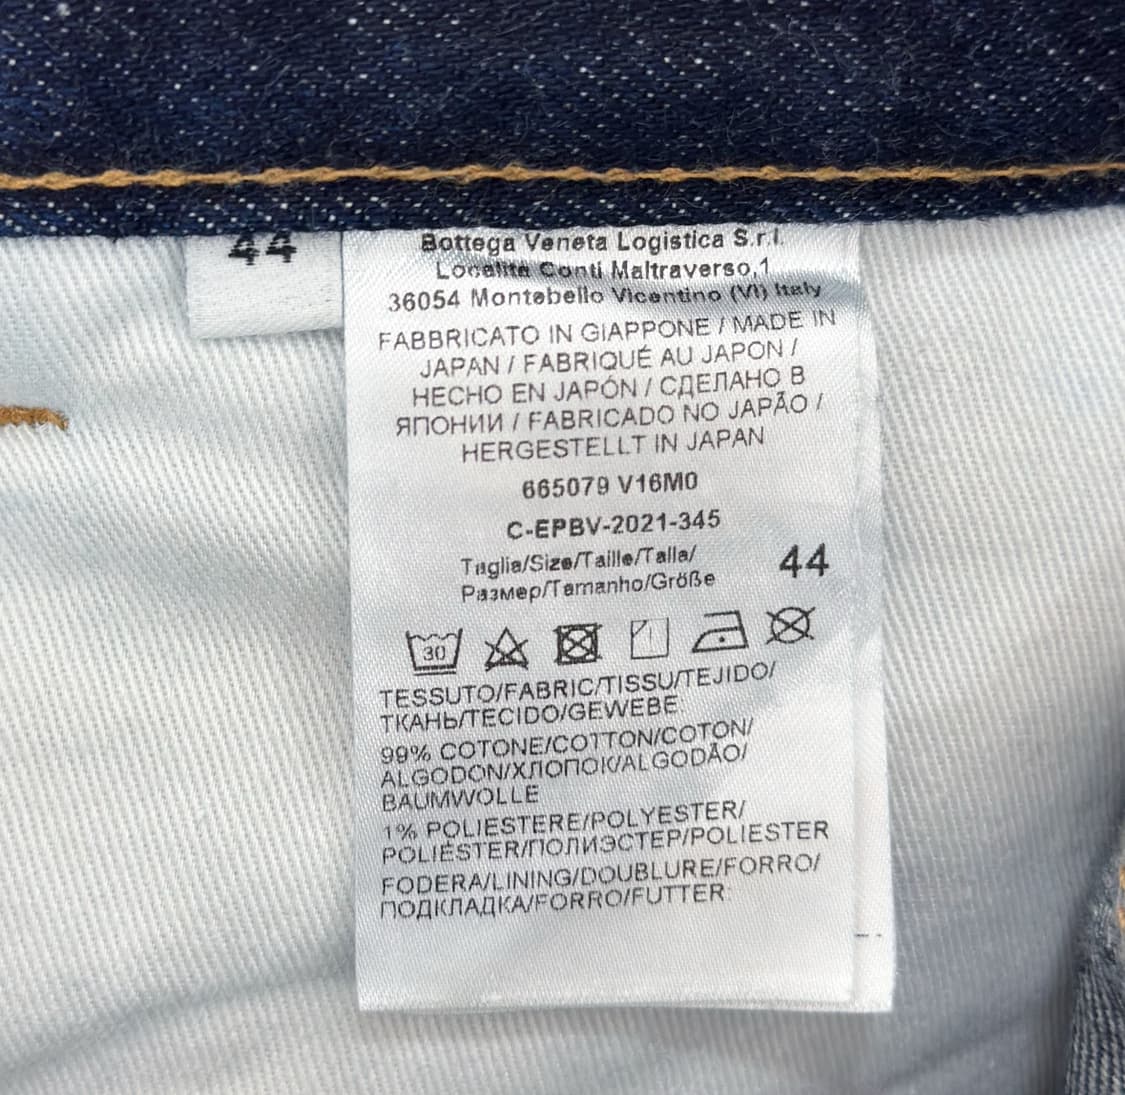 44
Bottega Veneta Logistica S.r.l.
Località Conti Maltraverso,1
36054 Montebello Vicentino (VI) Italy
FABBRICATO IN GIAPPONE / MADE IN
JAPAN / FABRIQUÉ AU JAPON /
HECHO EN JAPÓN / СДЕЛАНО В
ЯПОНИИ / FABRICADO NO JAPÃO /
HERGESTELLT IN JAPAN
665079 V16M0
C-EPBV-2021-345
Taglia/Size/Taille/Talla/
Размер/Tamanho/Größe
44
30
TESSUTO/FABRIC/TISSU/TEJIDO/
ТКАНЬ/TECIDO/GEWEBE:
99% COTONE/COTTON/COTON/
ALGODON/ХЛОПОК/ALGODÃO/
BAUMWOLLE
1% POLIESTERE/POLYESTER/
POLIÉSTER/ПОЛИЭСТЕР/POLIESTER
FODERA/LINING/DOUBLURE/FORRO/
ПОДКЛАДКА/FORRO/FUTTER: